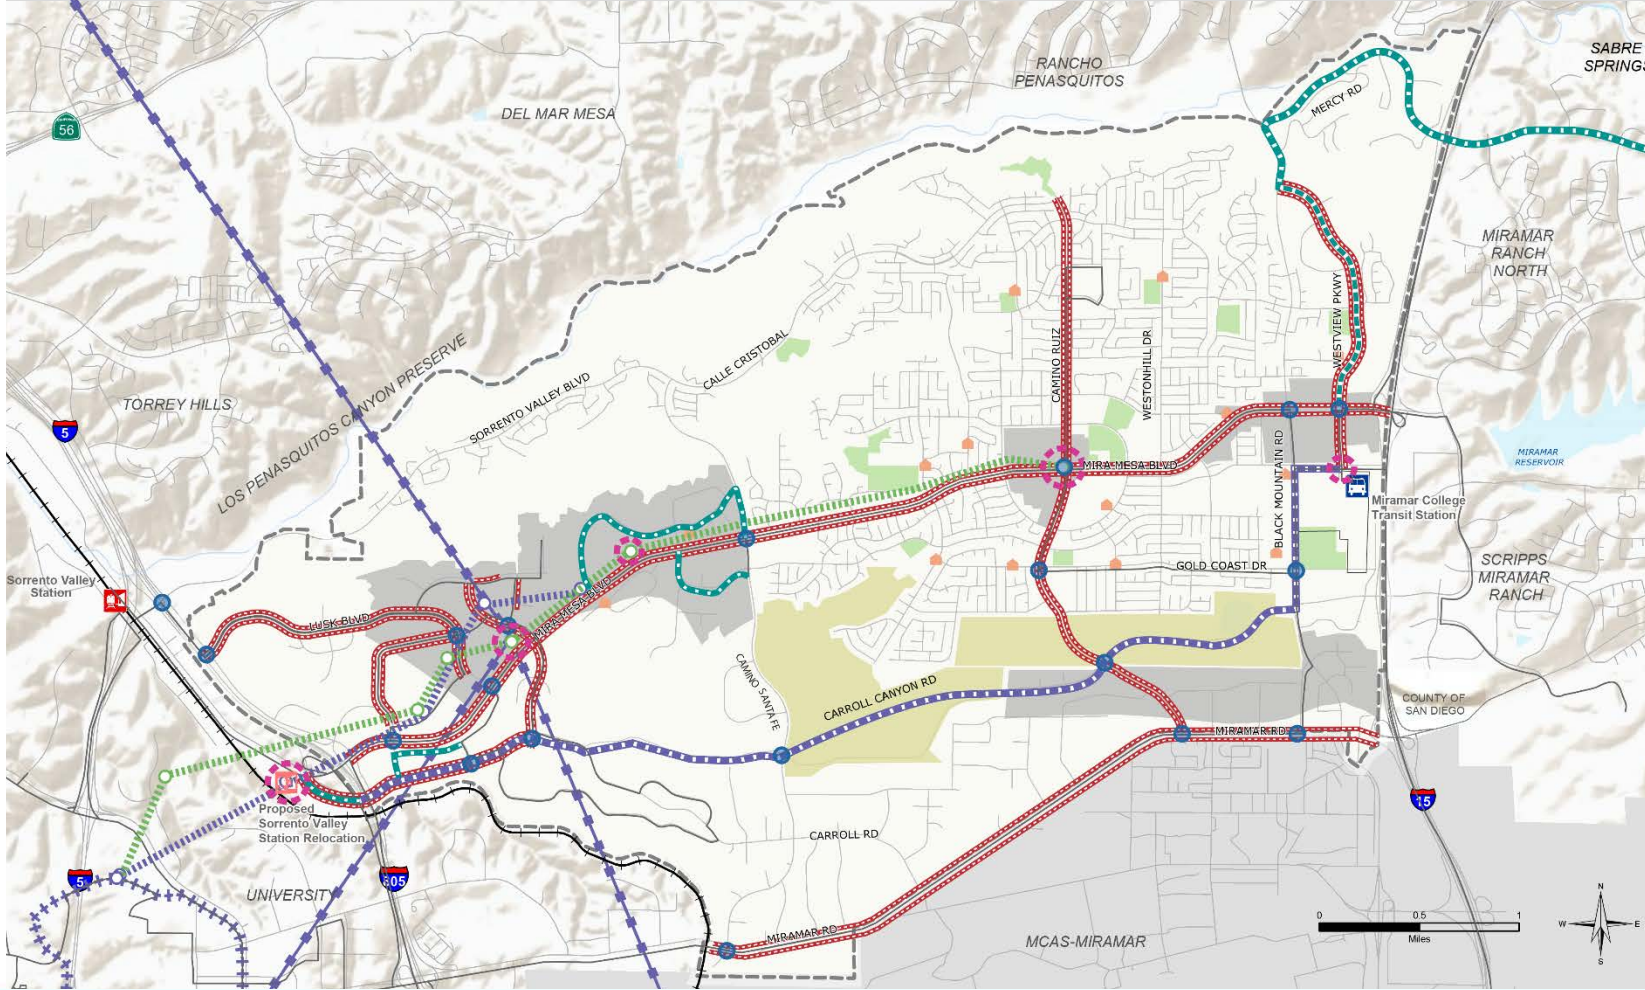 SABRE
SPRINGS
RANCHO
PENASQUITOS
MERCY RD
DEL MAR MESA
56
MIRAMAR
RANCH
NORTH
WESTVIEW PKWY
CAMINO RUIZ
WESTONHILL DR
CALLE CRISTOBAL
SORRENTO VALLEY BLVD
LOS PENASQUITOS CANYON PRESERVE
TORREY HILLS
5
MIRAMAR
RESERVOIR
MIRA MESA BLVD
BLACK MOUNTAIN RD
Miramar College
Transit Station
GOLD COAST DR
SCRIPPS
MIRAMAR
RANCH
Sorrento Valley
Station
LUSK BLVD
MIRA MESA BLVD
CAMINO SANTA FE
CARROLL CANYON RD
COUNTY OF
SAN DIEGO
MIRAMAR RD
15
Proposed
Sorrento Valley
Station Relocation
CARROLL RD
5
805
UNIVERSITY
MIRAMAR RD
MCAS-MIRAMAR
0 0.5 1
Miles
N
W E
S